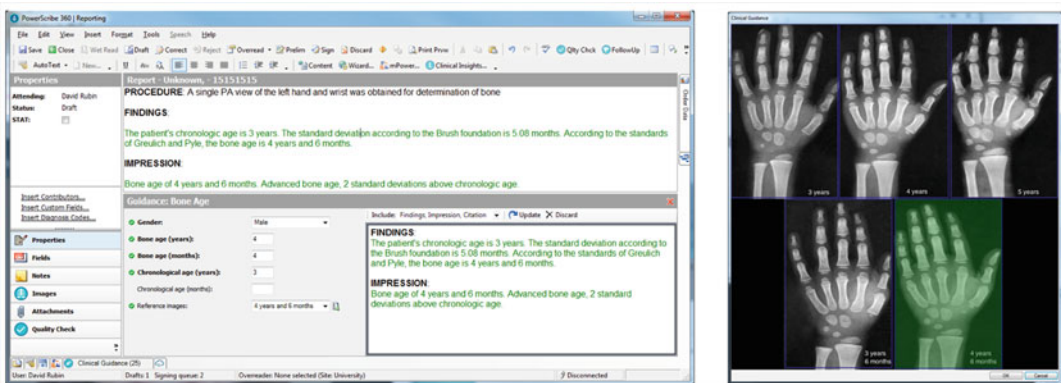 PowerScribe 360 | Reporting
File Edit View Insert Format Tools Speech Help
Save Close Wet Read Draft Correct Reject Overread Prelim Sign Discard Print Prvw Qlty Chck FollowUp
AutoText New... Content Wizard... mPower... Clinical Insights...
Properties
Attending: David Rubin
Status: Draft
STAT:
Insert Contributors...
Insert Custom Fields...
Insert Diagnosis Codes...
Properties
Fields
Notes
Images
Attachments
Quality Check
Report - Unknown, - 15151515
PROCEDURE: A single PA view of the left hand and wrist was obtained for determination of bone
FINDINGS:
The patient's chronologic age is 3 years. The standard deviation according to the Brush foundation is 5.08 months. According to the standards
of Greulich and Pyle, the bone age is 4 years and 6 months.
IMPRESSION:
Bone age of 4 years and 6 months. Advanced bone age, 2 standard deviations above chronologic age.
Order Data
Guidance: Bone Age
Gender: Male
Bone age (years): 4
Bone age (months): 4
Chronological age (years): 3
Chronological age (months):
Reference images: 4 years and 6 months
Include: Findings, Impression, Citation Update Discard
FINDINGS:
The patient's chronologic age is 3 years. The standard deviation according to
the Brush foundation is 5.08 months. According to the standards of Greulich
and Pyle, the bone age is 4 years and 6 months.
IMPRESSION:
Bone age of 4 years and 6 months. Advanced bone age, 2 standard
deviations above chronologic age
Clinical Guidance (25)
User: David Rubin Drafts: 1 Signing queue: 2 Overreader: None selected (Site: University) Disconnected
Clinical Guidance
3 years
4 years
5 years
3 years
6 months
4 years
6 months
OK Cancel